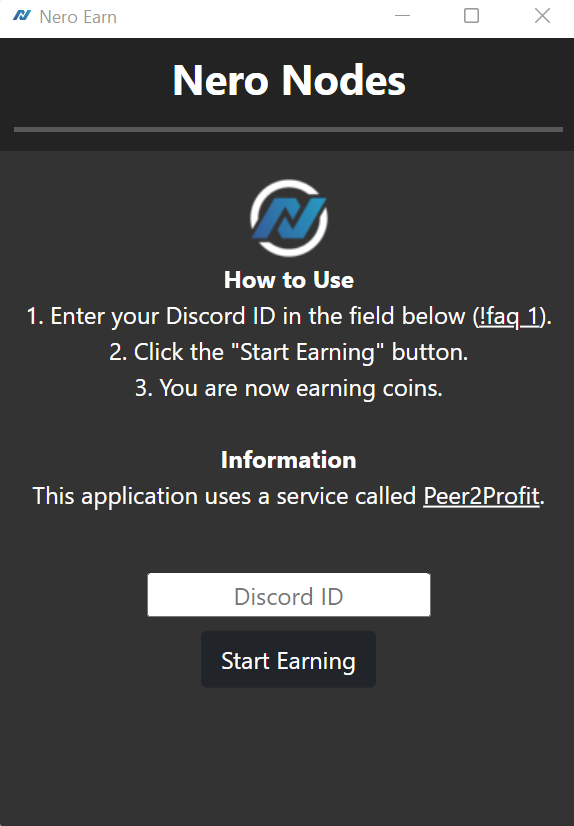 Nero Earn
Nero Nodes
How to Use
1. Enter your Discord ID in the field below (!faq 1).
2. Click the "Start Earning" button.
3. You are now earning coins.
Information
This application uses a service called Peer2Profit.
Discord ID
Start Earning